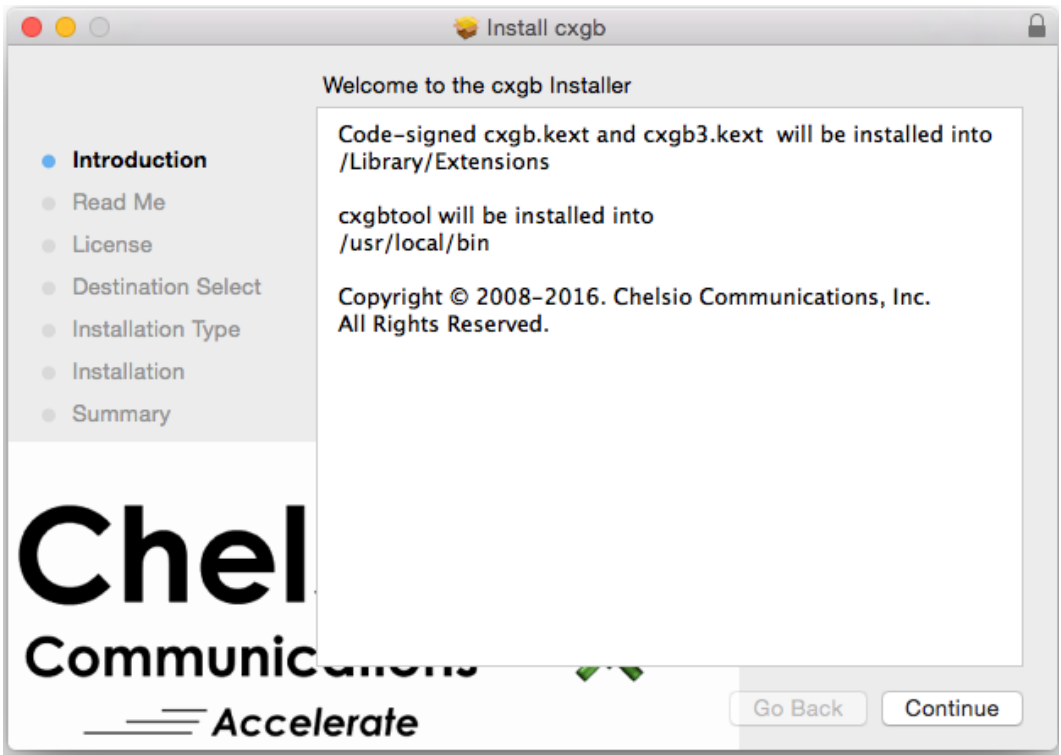 Install cxgb
Welcome to the cxgb Installer
Introduction
Read Me
License
Destination Select
Installation Type
Installation
Summary
Code-signed cxgb.kext and cxgb3.kext  will be installed into
/Library/Extensions
cxgbtool will be installed into
/usr/local/bin
Copyright © 2008-2016. Chelsio Communications, Inc.
All Rights Reserved.
Chel
Communications
Accelerate
Go Back
Continue